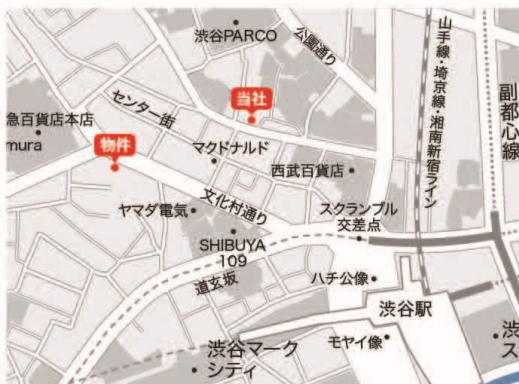 渋谷PARCO
公園通り
山手線・埼京線・湘南新宿ライン
副都心線
当社
センター街
急百貨店本店
mura
物件
マクドナルド
西武百貨店
文化村通り
ヤマダ電気
スクランブル
交差点
SHIBUYA
109
道玄坂
ハチ公像
渋谷駅
渋谷マーク
シティ
モヤイ像
渋
ス